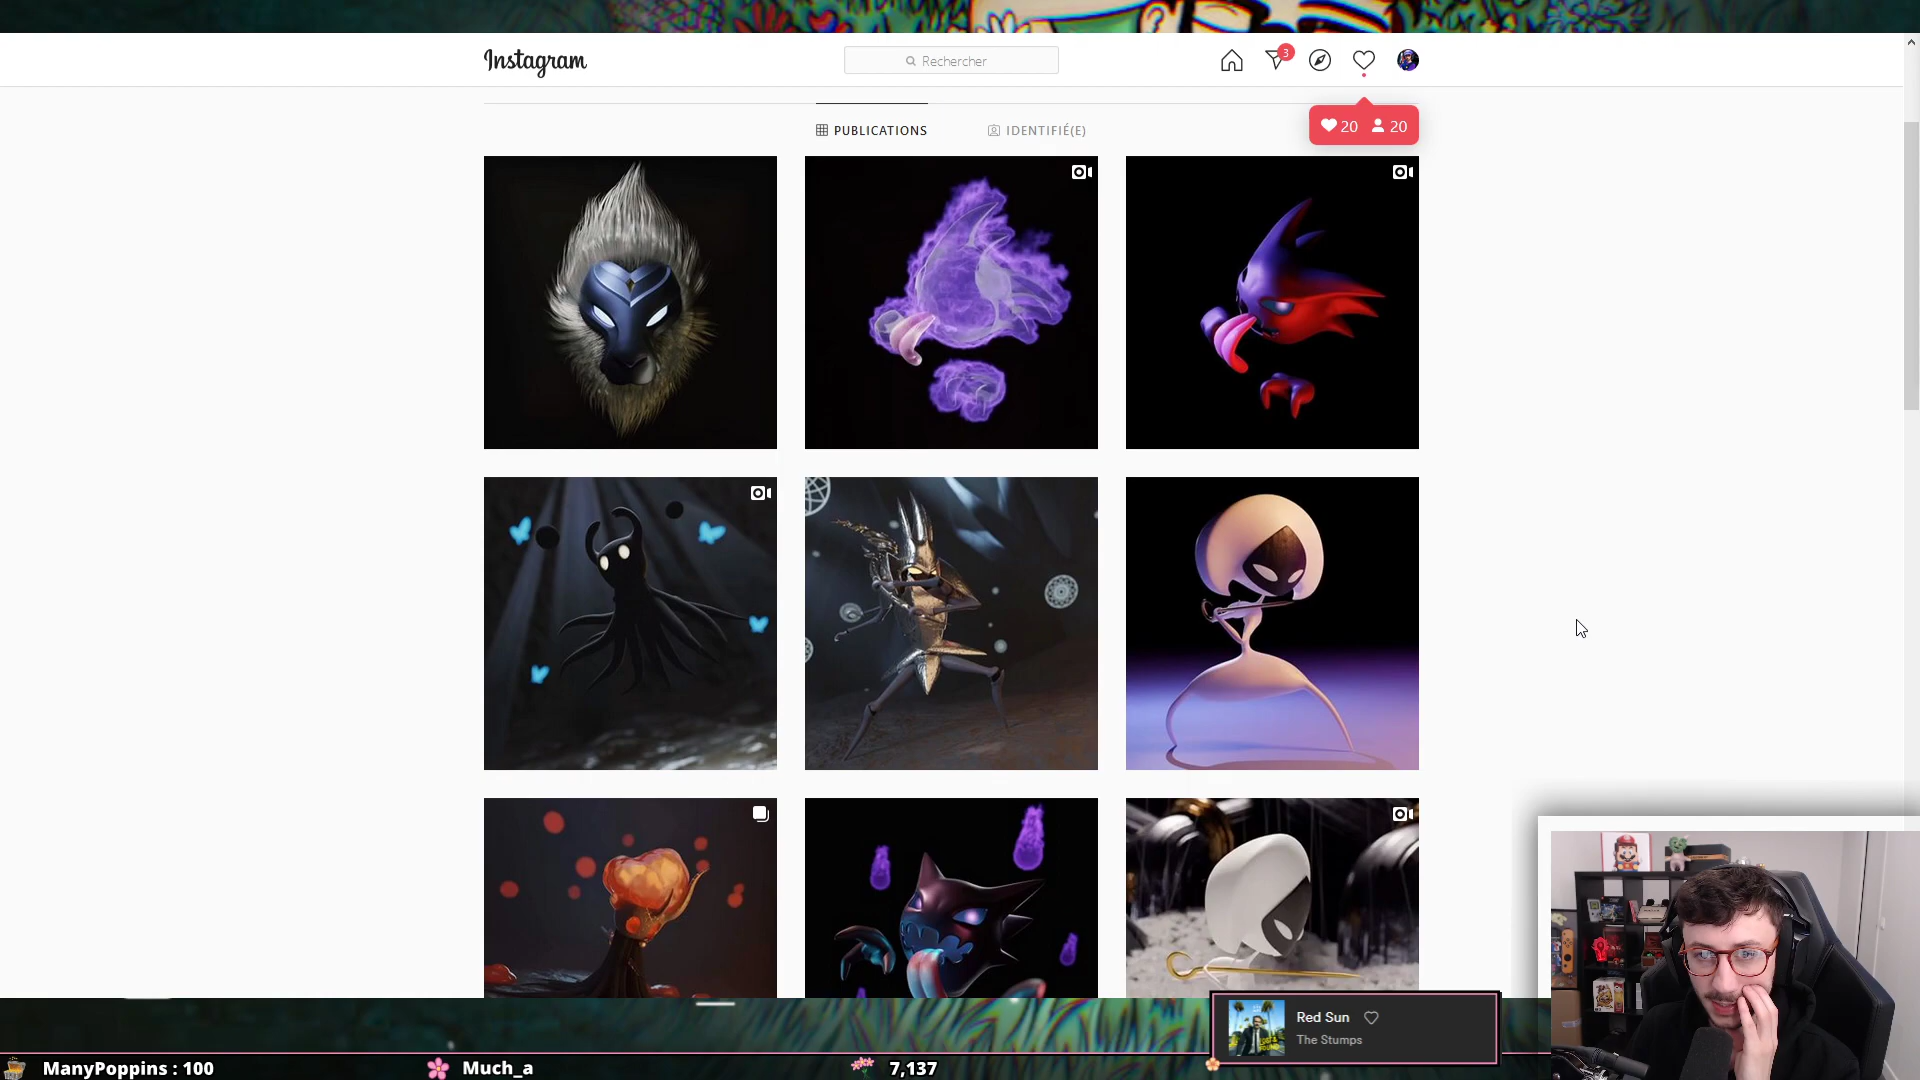 Instagram
Rechercher
3
PUBLICATIONS
IDENTIFIÉ(E)
20
20
Red Sun
The Stumps
ManyPoppins : 100
Much_a
7,137